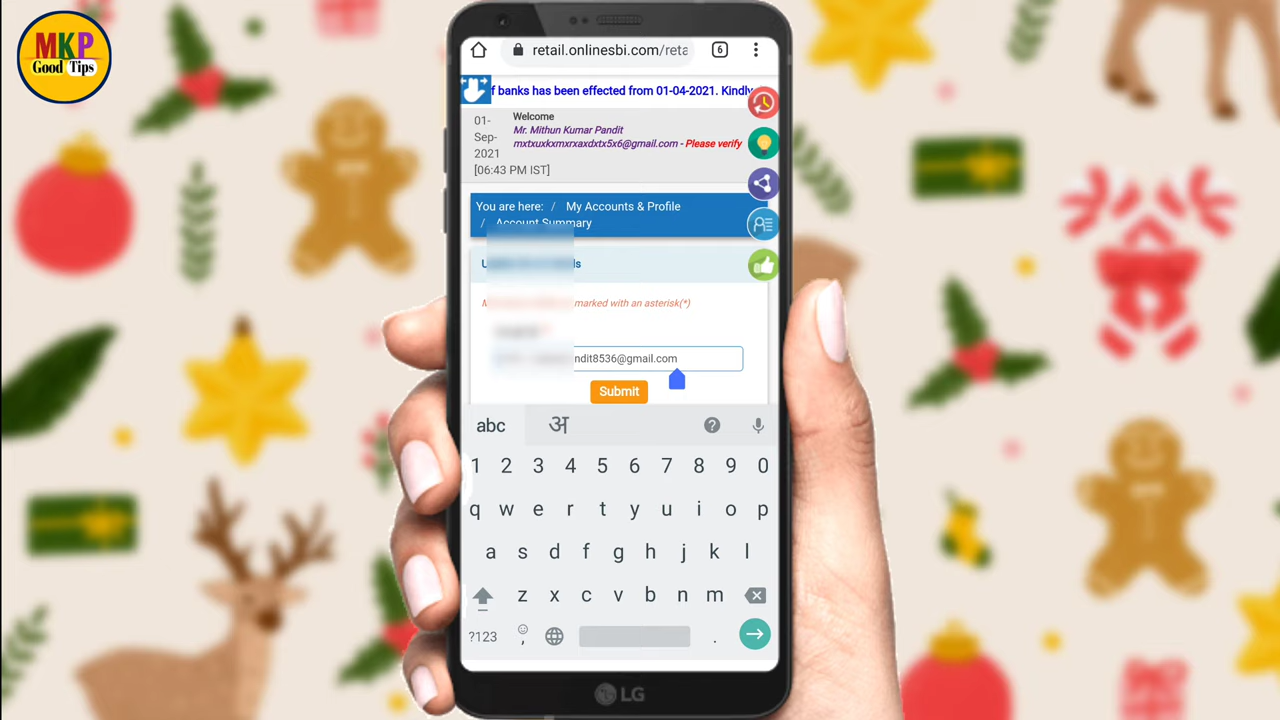 MKP
Good Tips
retail.onlinesbi.com/reta
6
f banks has been effected from 01-04-2021. Kindly
01-
Sep-
2021
[06:43 PM IST]
Welcome
Mr. Mithun Kumar Pandit
mxtxuxkxmxrxaxdxtx5x6@gmail.com - Please verify
You are here: / My Accounts & Profile
/ Account Summary
marked with an asterisk(*)
ndit8536@gmail.com
Submit
abc अ ?
1 2 3 4 5 6 7 8 9 0
q w e r t y u i o p
a s d f g h j k l
z x c v b n m
?123 , .
LG